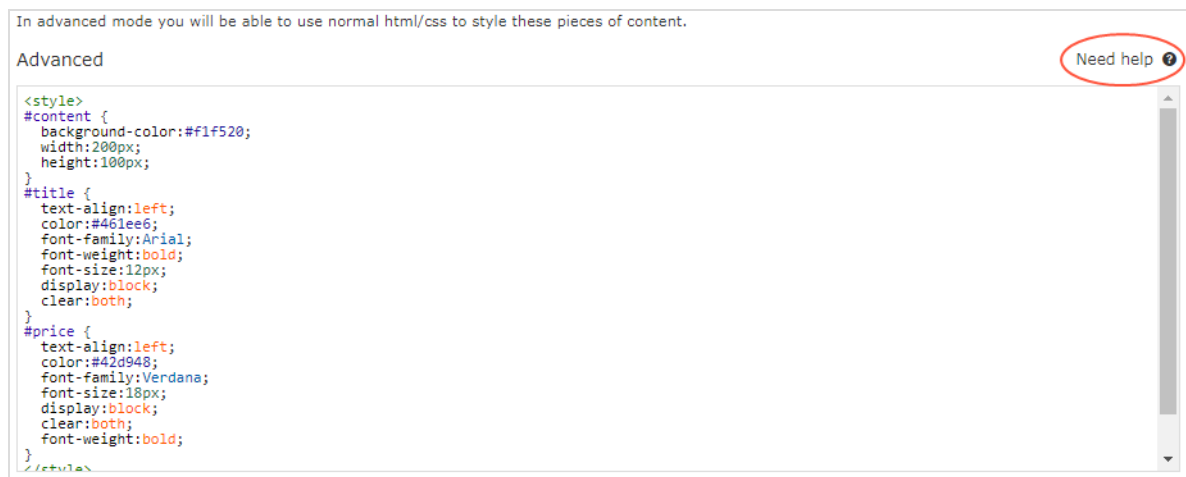 In advanced mode you will be able to use normal html/css to style these pieces of content.
Advanced
Need help ?
<style>
#content {
  background-color:#f1f520;
  width:200px;
  height:100px;
}
#title {
  text-align:left;
  color:#461ee6;
  font-family:Arial;
  font-weight:bold;
  font-size:12px;
  display:block;
  clear:both;
}
#price {
  text-align:left;
  color:#42d948;
  font-family:Verdana;
  font-size:18px;
  display:block;
  clear:both;
  font-weight:bold;
}
</style>